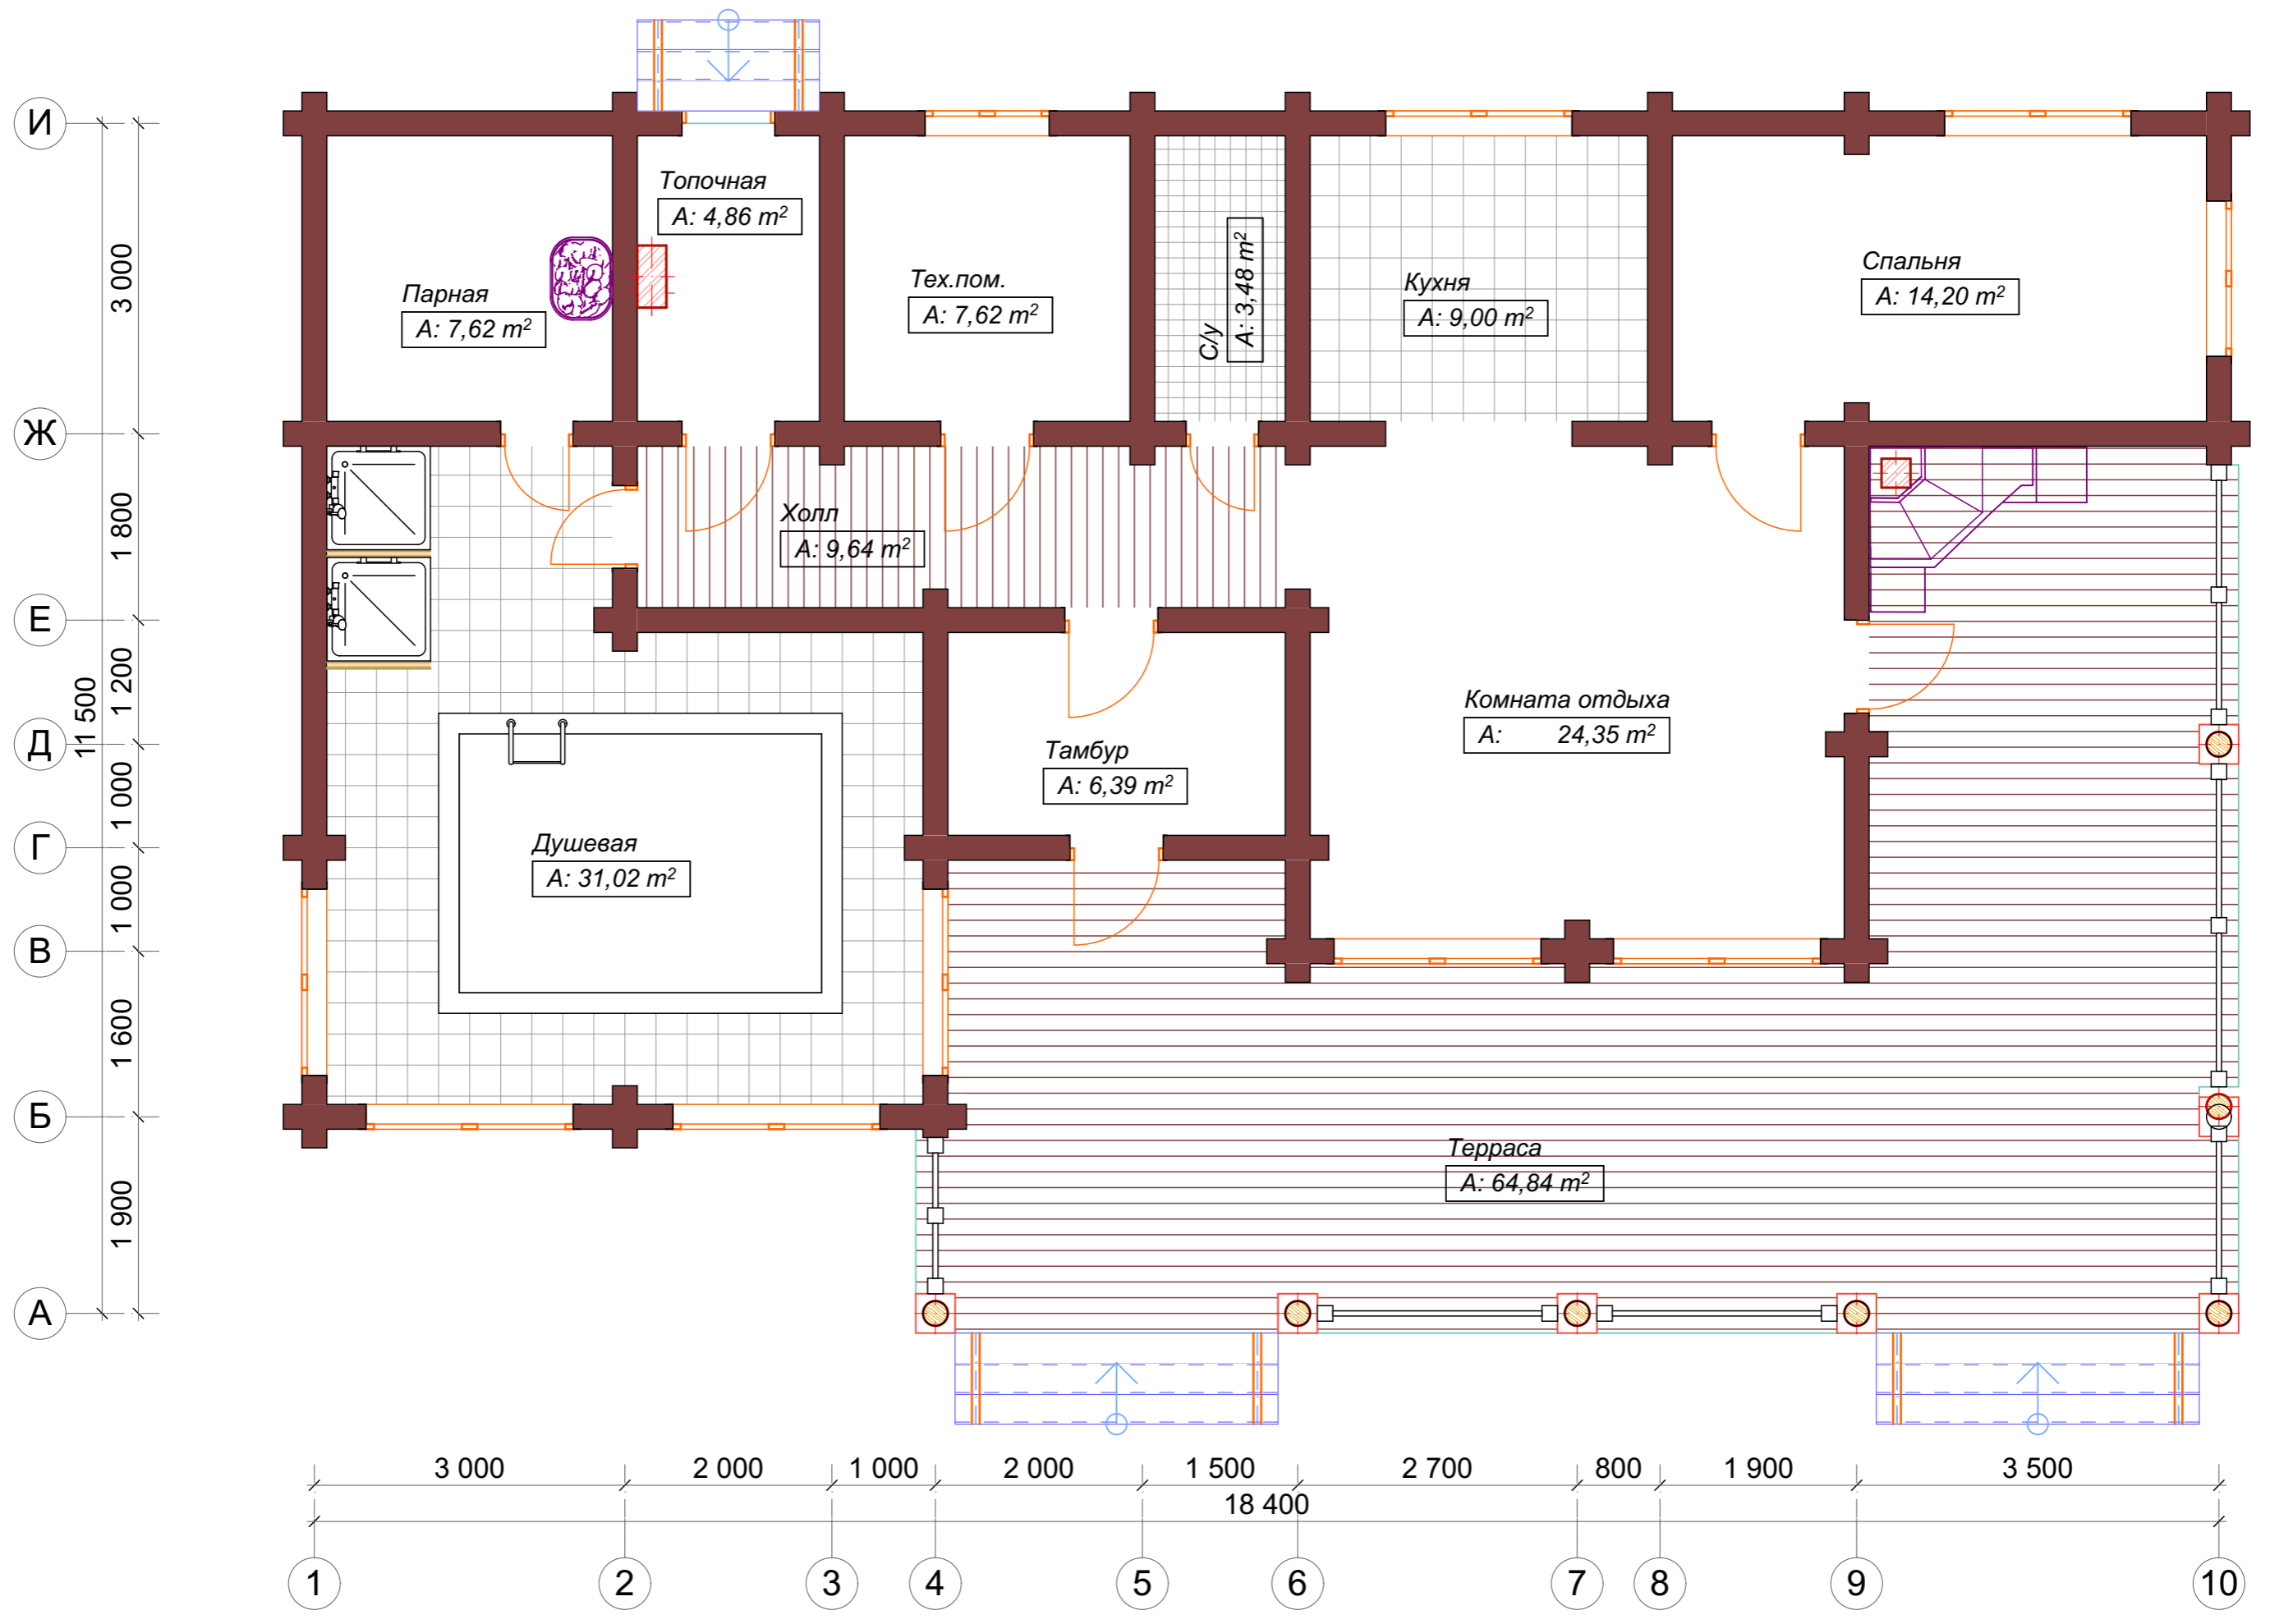 И
Ж
Е
Д
Г
В
Б
А
3 000
1 800
1 200
1 000
1 000
1 600
1 900
11 500
Топочная
A: 4,86 m²
Парная
A: 7,62 m²
Тех.пом.
A: 7,62 m²
С/у
A: 3,48 m²
Кухня
A: 9,00 m²
Спальня
A: 14,20 m²
Холл
A: 9,64 m²
Комната отдыха
A: 24,35 m²
Тамбур
A: 6,39 m²
Душевая
A: 31,02 m²
Терраса
A: 64,84 m²
3 000
2 000
1 000
2 000
1 500
2 700
800
1 900
3 500
18 400
1
2
3
4
5
6
7
8
9
10